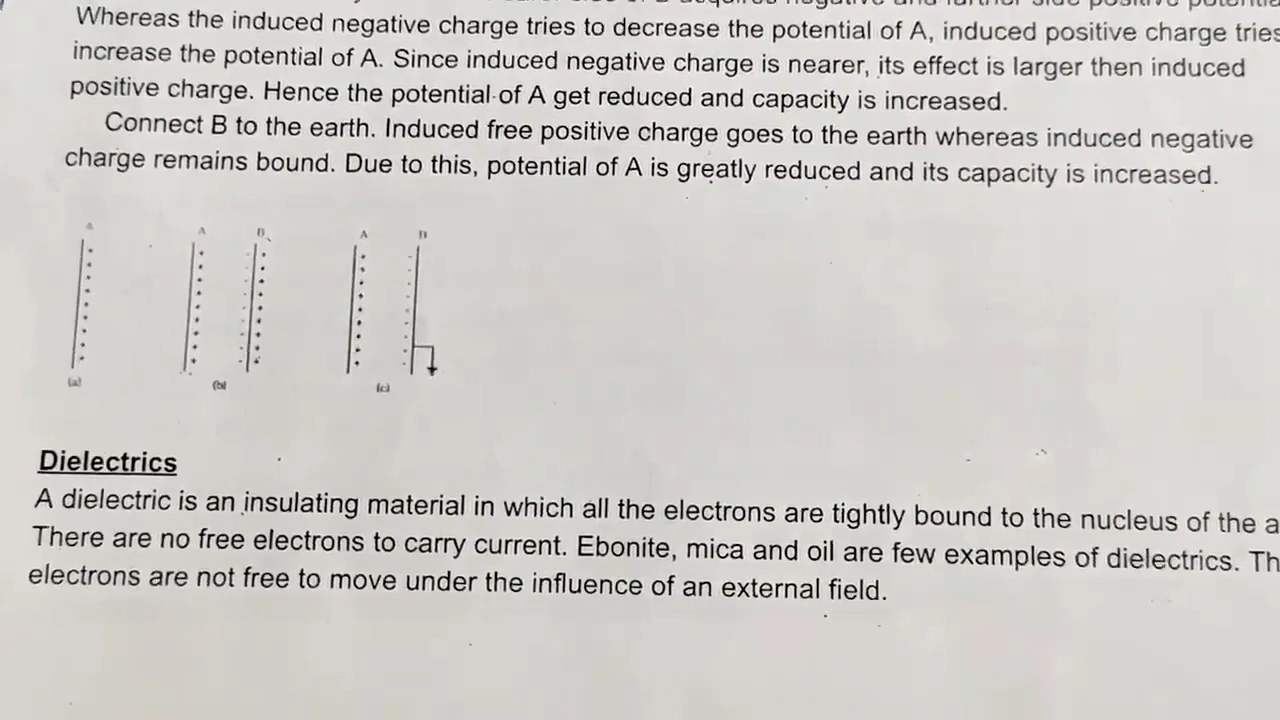 Whereas the induced negative charge tries to decrease the potential of A, induced positive charge tries
increase the potential of A. Since induced negative charge is nearer, its effect is larger then induced
positive charge. Hence the potential of A get reduced and capacity is increased.
Connect B to the earth. Induced free positive charge goes to the earth whereas induced negative
charge remains bound. Due to this, potential of A is greatly reduced and its capacity is increased.
A A B A B
(a) (b) (c)
Dielectrics
A dielectric is an insulating material in which all the electrons are tightly bound to the nucleus of the a
There are no free electrons to carry current. Ebonite, mica and oil are few examples of dielectrics. Th
electrons are not free to move under the influence of an external field.